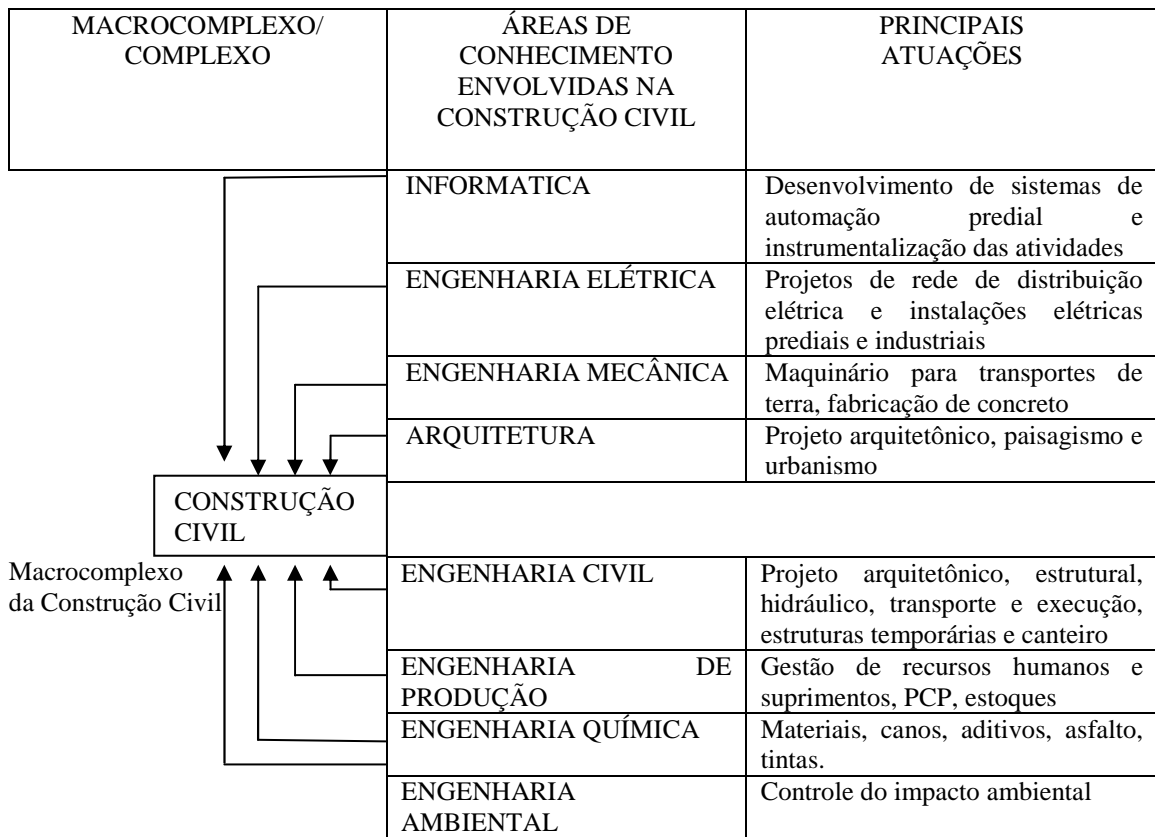 MACROCOMPLEXO/
COMPLEXO
ÁREAS DE
CONHECIMENTO
ENVOLVIDAS NA
CONSTRUÇÃO CIVIL
PRINCIPAIS
ATUAÇÕES
INFORMATICA
Desenvolvimento de sistemas de
automação predial e
instrumentalização das atividades
ENGENHARIA ELÉTRICA
Projetos de rede de distribuição
elétrica e instalações elétricas
prediais e industriais
ENGENHARIA MECÂNICA
Maquinário para transportes de
terra, fabricação de concreto
ARQUITETURA
Projeto arquitetônico, paisagismo e
urbanismo
CONSTRUÇÃO
CIVIL
Macrocomplexo
da Construção Civil
ENGENHARIA CIVIL
Projeto arquitetônico, estrutural,
hidráulico, transporte e execução,
estruturas temporárias e canteiro
ENGENHARIA DE
PRODUÇÃO
Gestão de recursos humanos e
suprimentos, PCP, estoques
ENGENHARIA QUÍMICA
Materiais, canos, aditivos, asfalto,
tintas.
ENGENHARIA
AMBIENTAL
Controle do impacto ambiental